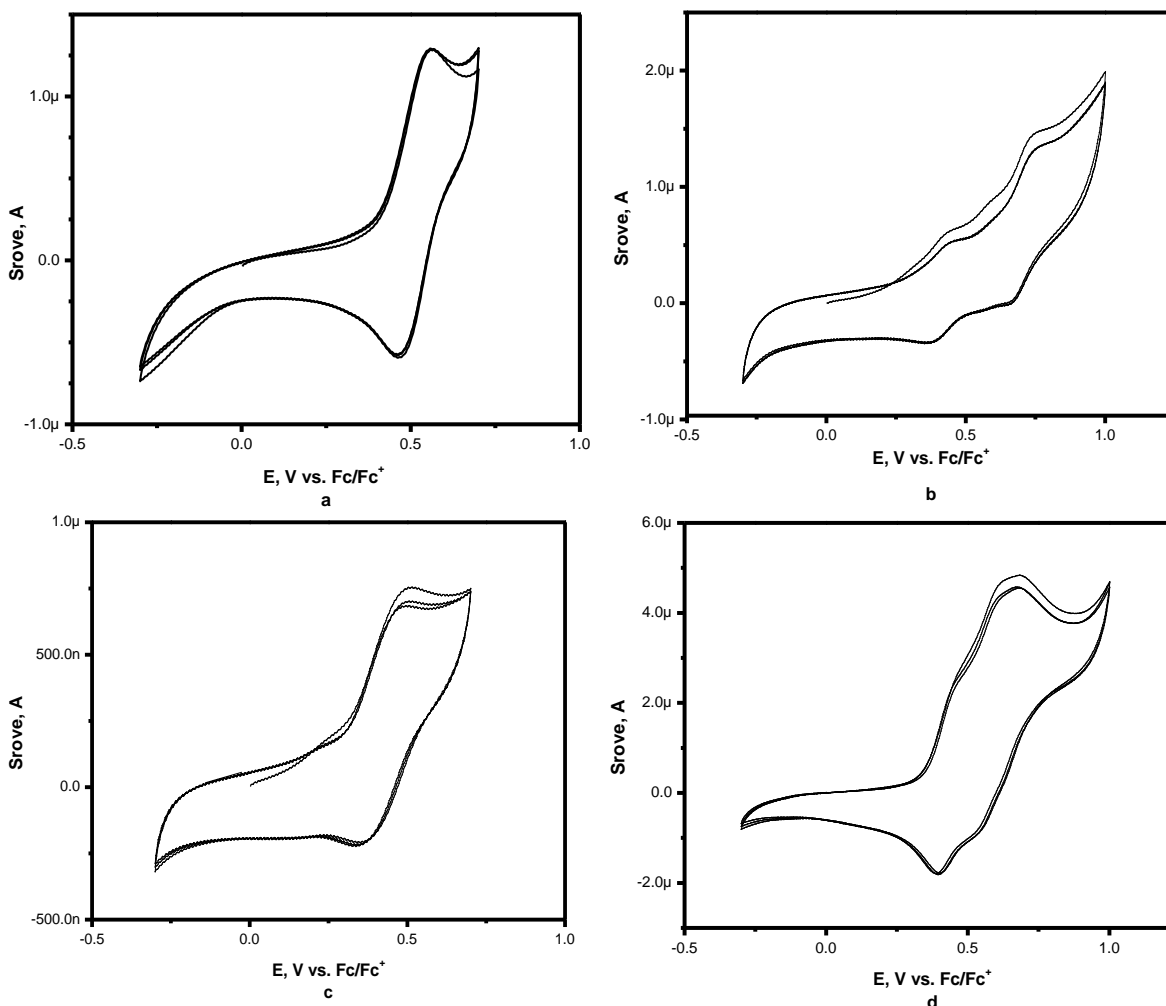 1.0µ
0.0
-1.0µ
-0.5
0.0
0.5
1.0
Srove, A
E, V vs. Fc/Fc+
a
2.0µ
1.0µ
0.0
-1.0µ
-0.5
0.0
0.5
1.0
Srove, A
E, V vs. Fc/Fc+
b
1.0µ
500.0n
0.0
-500.0n
-0.5
0.0
0.5
1.0
Srove, A
E, V vs. Fc/Fc+
c
6.0µ
4.0µ
2.0µ
0.0
-2.0µ
-0.5
0.0
0.5
1.0
Srove, A
E, V vs. Fc/Fc+
d